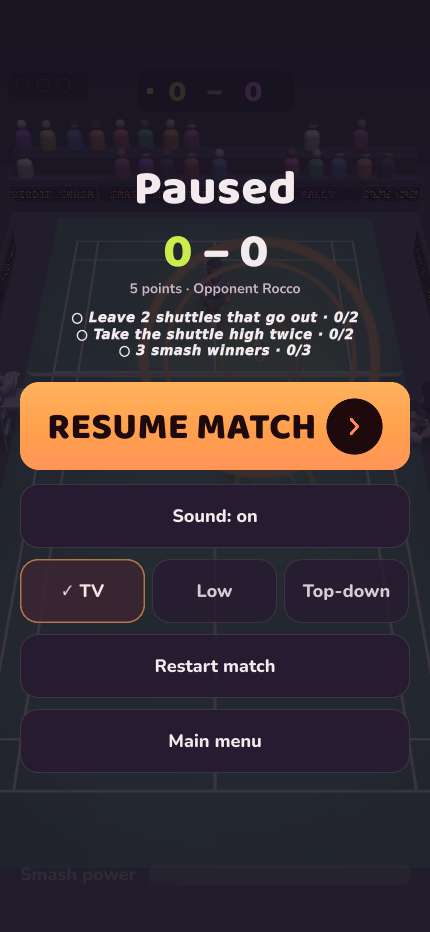 0 – 0
Paused
0 – 0
5 points · Opponent Rocco
○ Leave 2 shuttles that go out · 0/2
○ Take the shuttle high twice · 0/2
○ 3 smash winners · 0/3
RESUME MATCH
Sound: on
✓ TV Low Top-down
Restart match
Main menu
Smash power